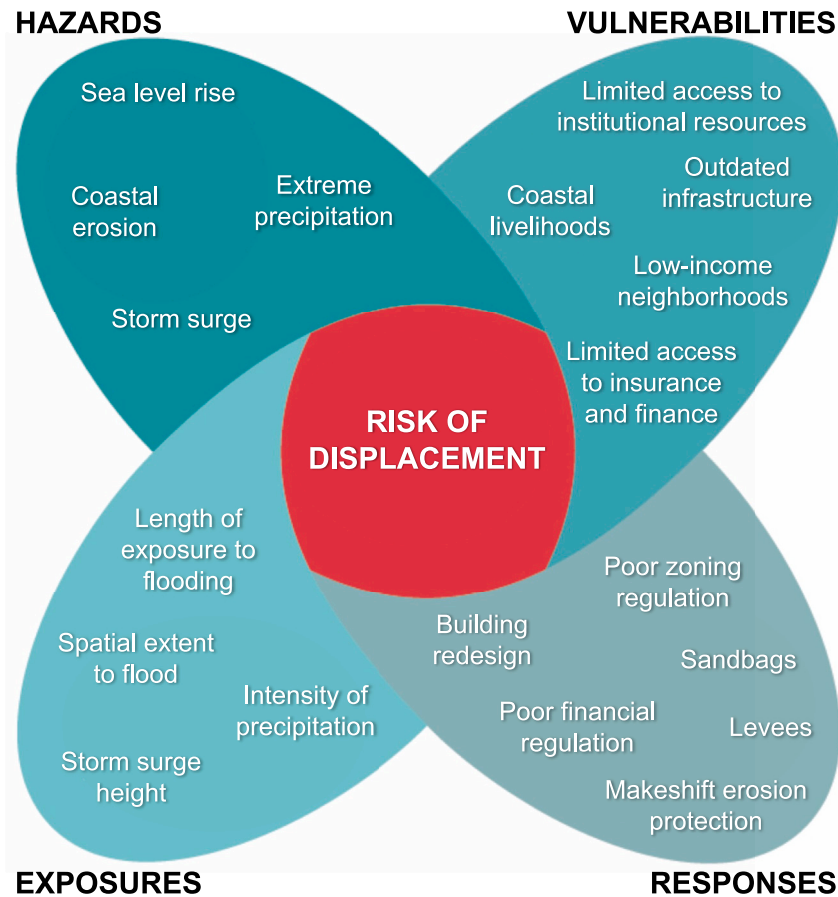 HAZARDS
Sea level rise
Coastal
erosion
Extreme
precipitation
Storm surge
VULNERABILITIES
Limited access to
institutional resources
Outdated
infrastructure
Coastal
livelihoods
Low-income
neighborhoods
Limited access
to insurance
and finance
RISK OF
DISPLACEMENT
Length of
exposure to
flooding
Spatial extent
to flood
Intensity of
precipitation
Storm surge
height
EXPOSURES
Poor zoning
regulation
Building
redesign
Sandbags
Poor financial
regulation
Levees
Makeshift erosion
protection
RESPONSES